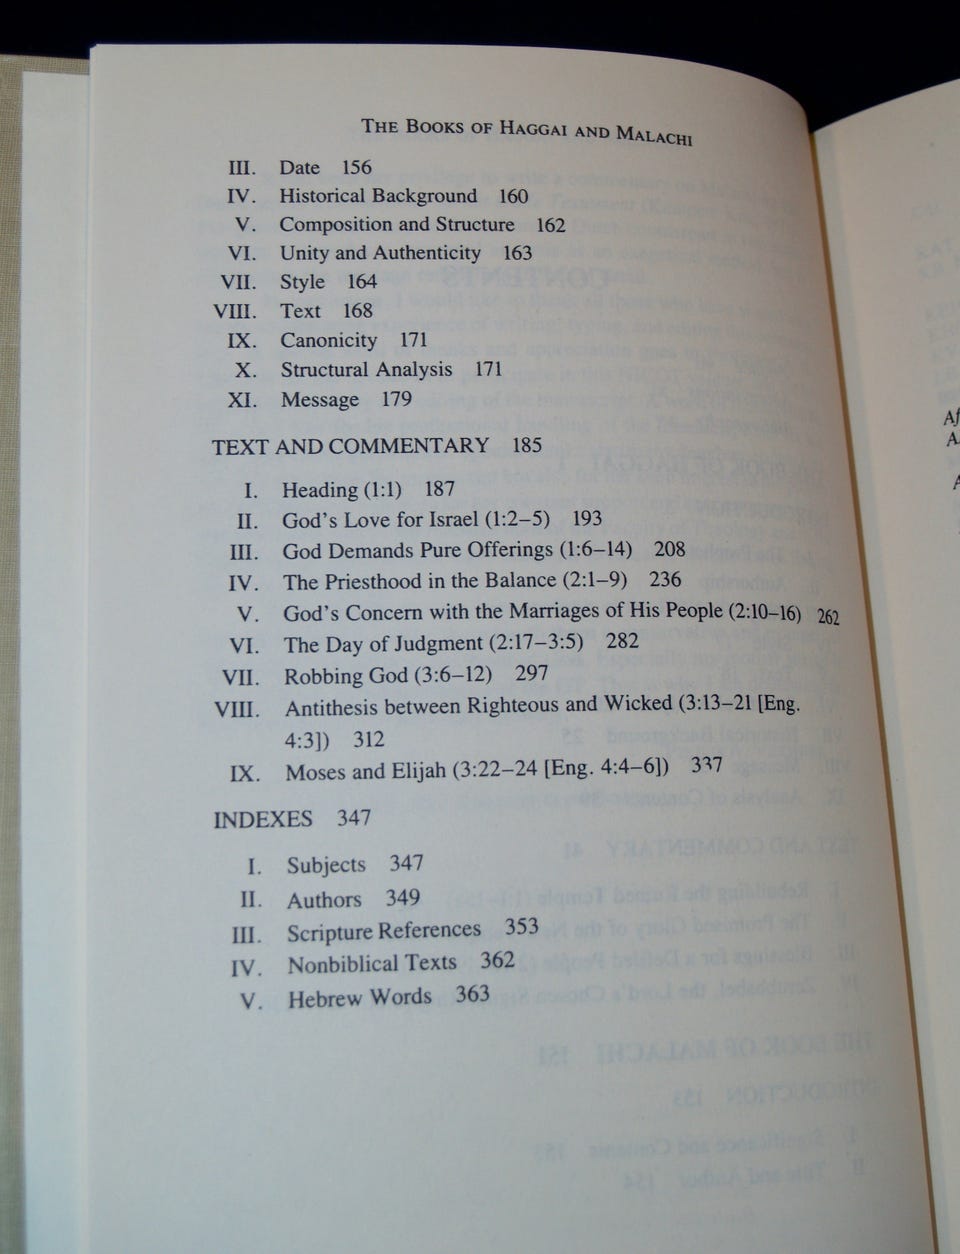 THE BOOKS OF HAGGAI AND MALACHI
III. Date 156
IV. Historical Background 160
V. Composition and Structure 162
VI. Unity and Authenticity 163
VII. Style 164
VIII. Text 168
IX. Canonicity 171
X. Structural Analysis 171
XI. Message 179
TEXT AND COMMENTARY 185
I. Heading (1:1) 187
II. God's Love for Israel (1:2–5) 193
III. God Demands Pure Offerings (1:6–14) 208
IV. The Priesthood in the Balance (2:1–9) 236
V. God's Concern with the Marriages of His People (2:10–16) 262
VI. The Day of Judgment (2:17–3:5) 282
VII. Robbing God (3:6–12) 297
VIII. Antithesis between Righteous and Wicked (3:13–21 [Eng.
4:3]) 312
IX. Moses and Elijah (3:22–24 [Eng. 4:4–6]) 337
INDEXES 347
I. Subjects 347
II. Authors 349
III. Scripture References 353
IV. Nonbiblical Texts 362
V. Hebrew Words 363